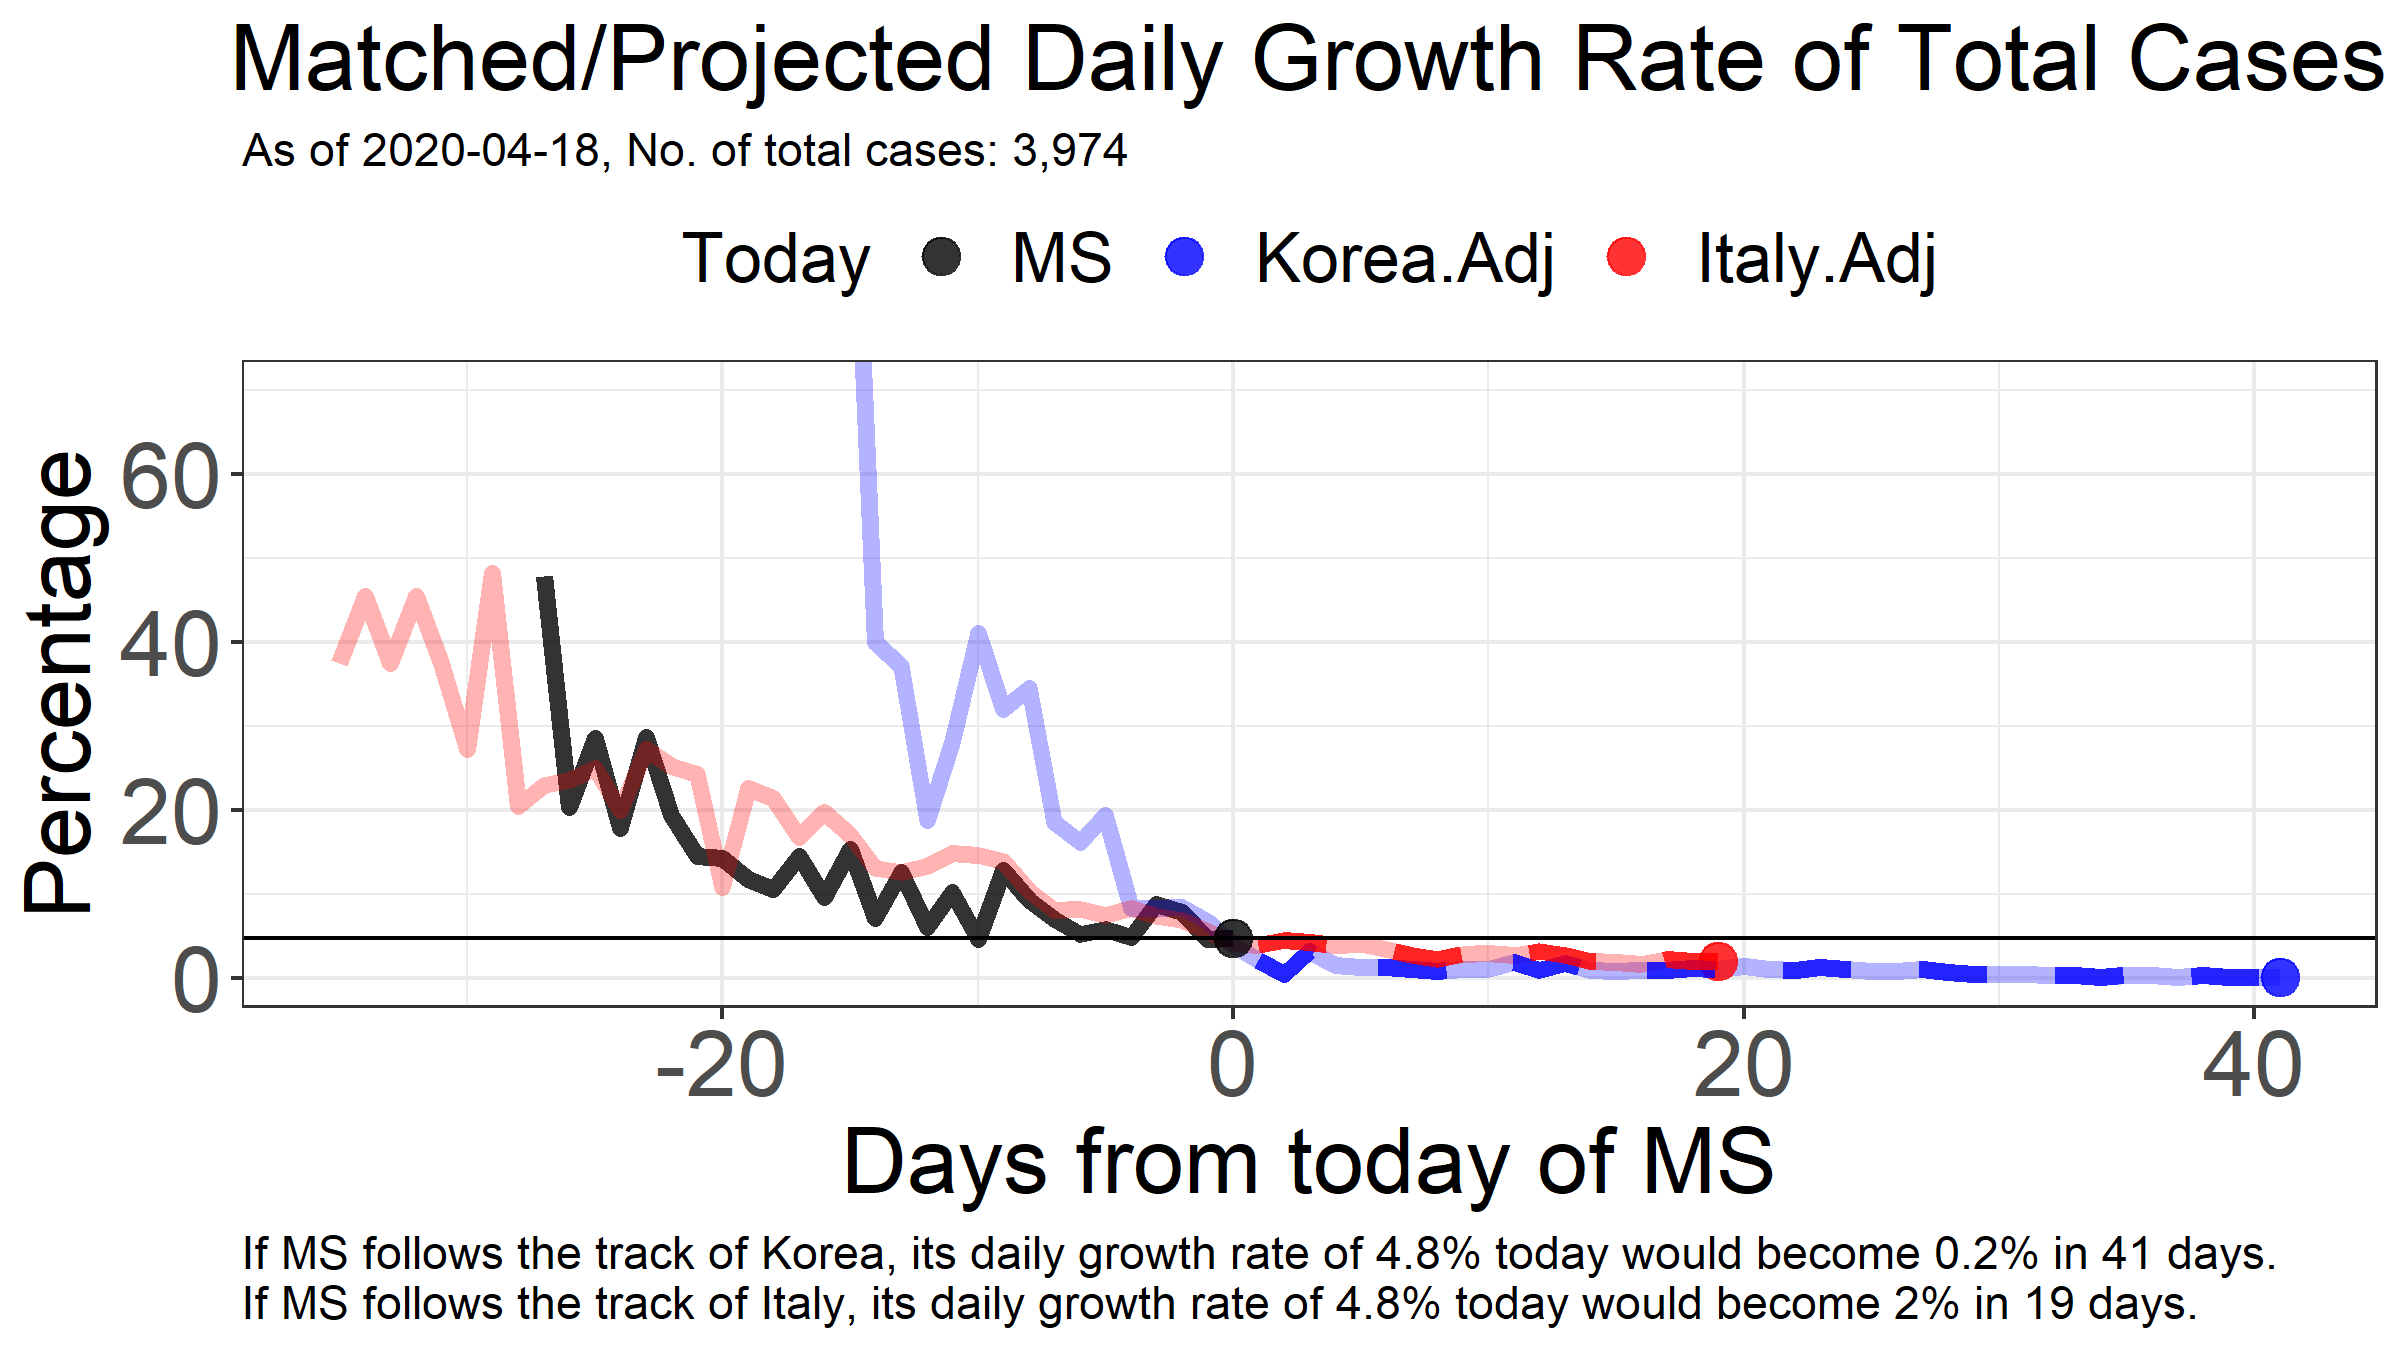 Matched/Projected Daily Growth Rate of Total Cases
As of 2020-04-18, No. of total cases: 3,974
Today MS Korea.Adj Italy.Adj
Percentage
60
40
20
0
-20 0 20 40
Days from today of MS
If MS follows the track of Korea, its daily growth rate of 4.8% today would become 0.2% in 41 days.
If MS follows the track of Italy, its daily growth rate of 4.8% today would become 2% in 19 days.